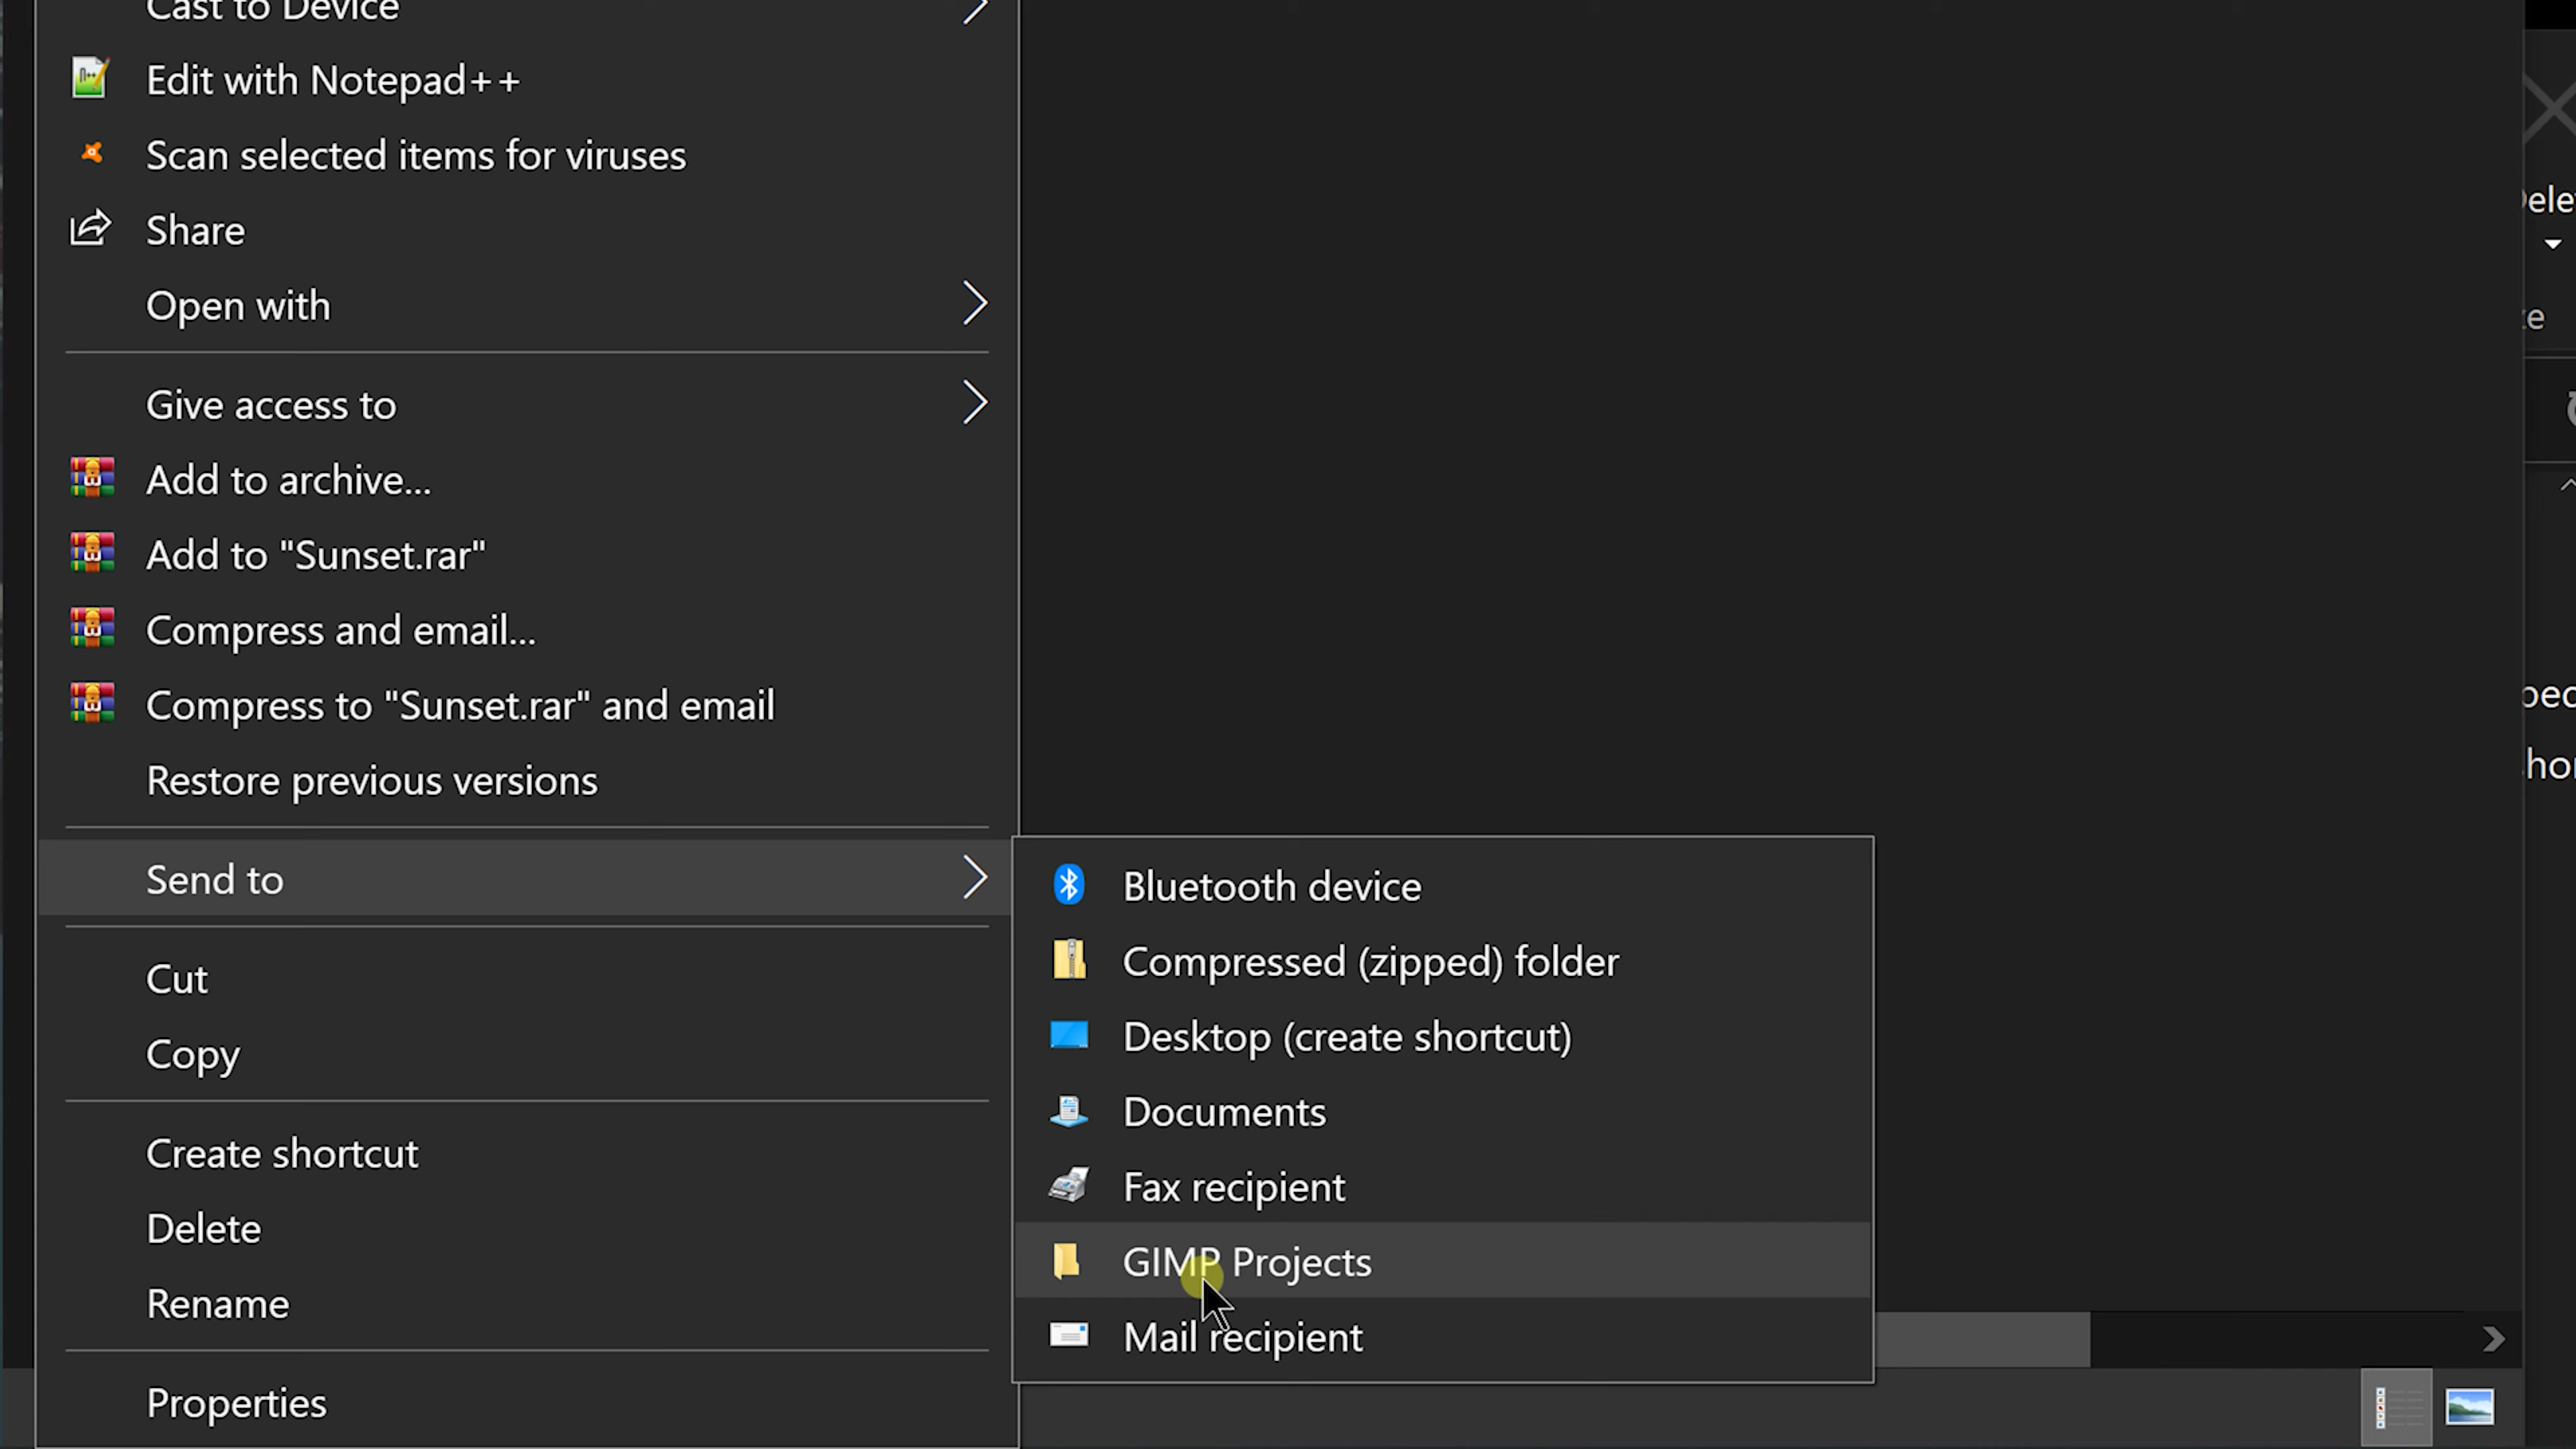 Cast to Device
Edit with Notepad++
Scan selected items for viruses
Share
Open with
Give access to
Add to archive...
Add to "Sunset.rar"
Compress and email...
Compress to "Sunset.rar" and email
Restore previous versions
Send to
Cut
Copy
Create shortcut
Delete
Rename
Properties
Bluetooth device
Compressed (zipped) folder
Desktop (create shortcut)
Documents
Fax recipient
GIMP Projects
Mail recipient